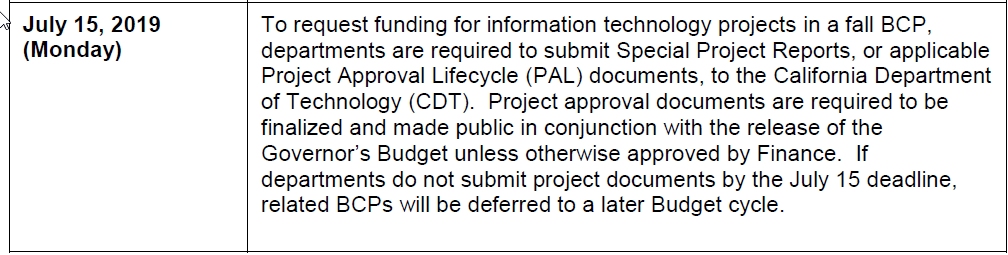 July 15, 2019
(Monday)
To request funding for information technology projects in a fall BCP,
departments are required to submit Special Project Reports, or applicable
Project Approval Lifecycle (PAL) documents, to the California Department
of Technology (CDT).  Project approval documents are required to be
finalized and made public in conjunction with the release of the
Governor’s Budget unless otherwise approved by Finance.  If
departments do not submit project documents by the July 15 deadline,
related BCPs will be deferred to a later Budget cycle.